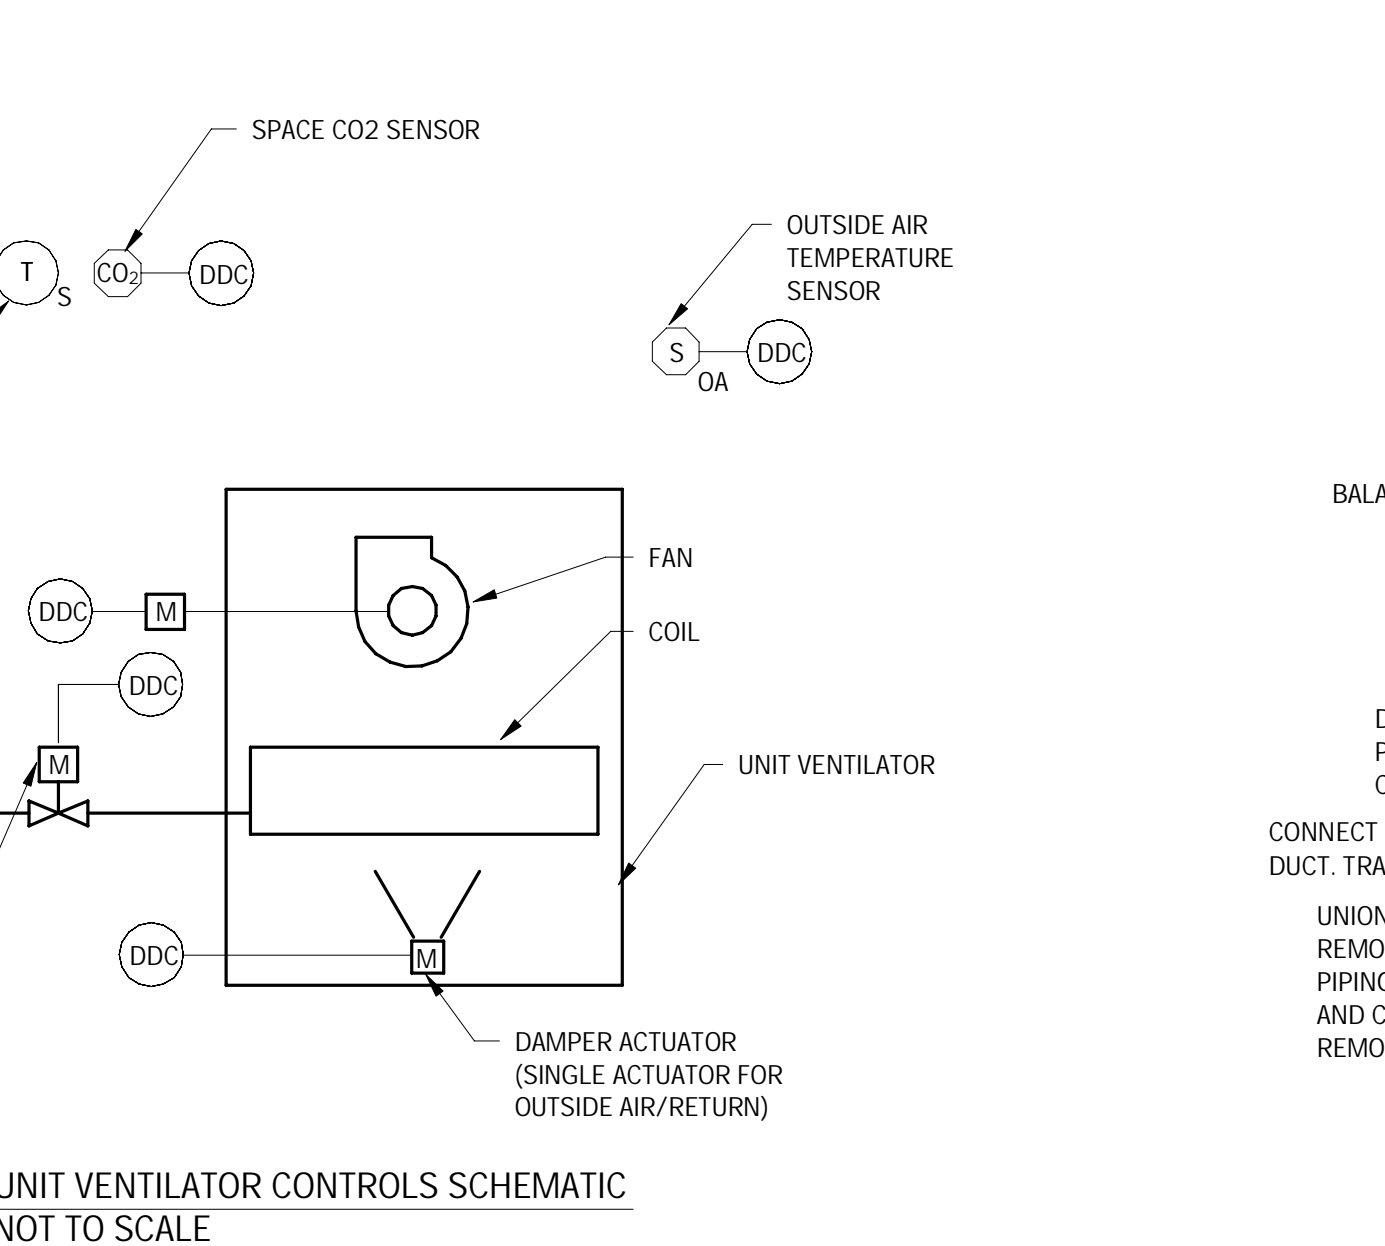 SPACE CO2 SENSOR
OUTSIDE AIR
TEMPERATURE
SENSOR
T
S
CO2
DDC
S
OA
DDC
BALA
FAN
DDC
M
COIL
DDC
M
UNIT VENTILATOR
CONNECT
DUCT. TRA
UNION
REMO
PIPING
AND C
REMO
DDC
M
DAMPER ACTUATOR
(SINGLE ACTUATOR FOR
OUTSIDE AIR/RETURN)
UNIT VENTILATOR CONTROLS SCHEMATIC
NOT TO SCALE